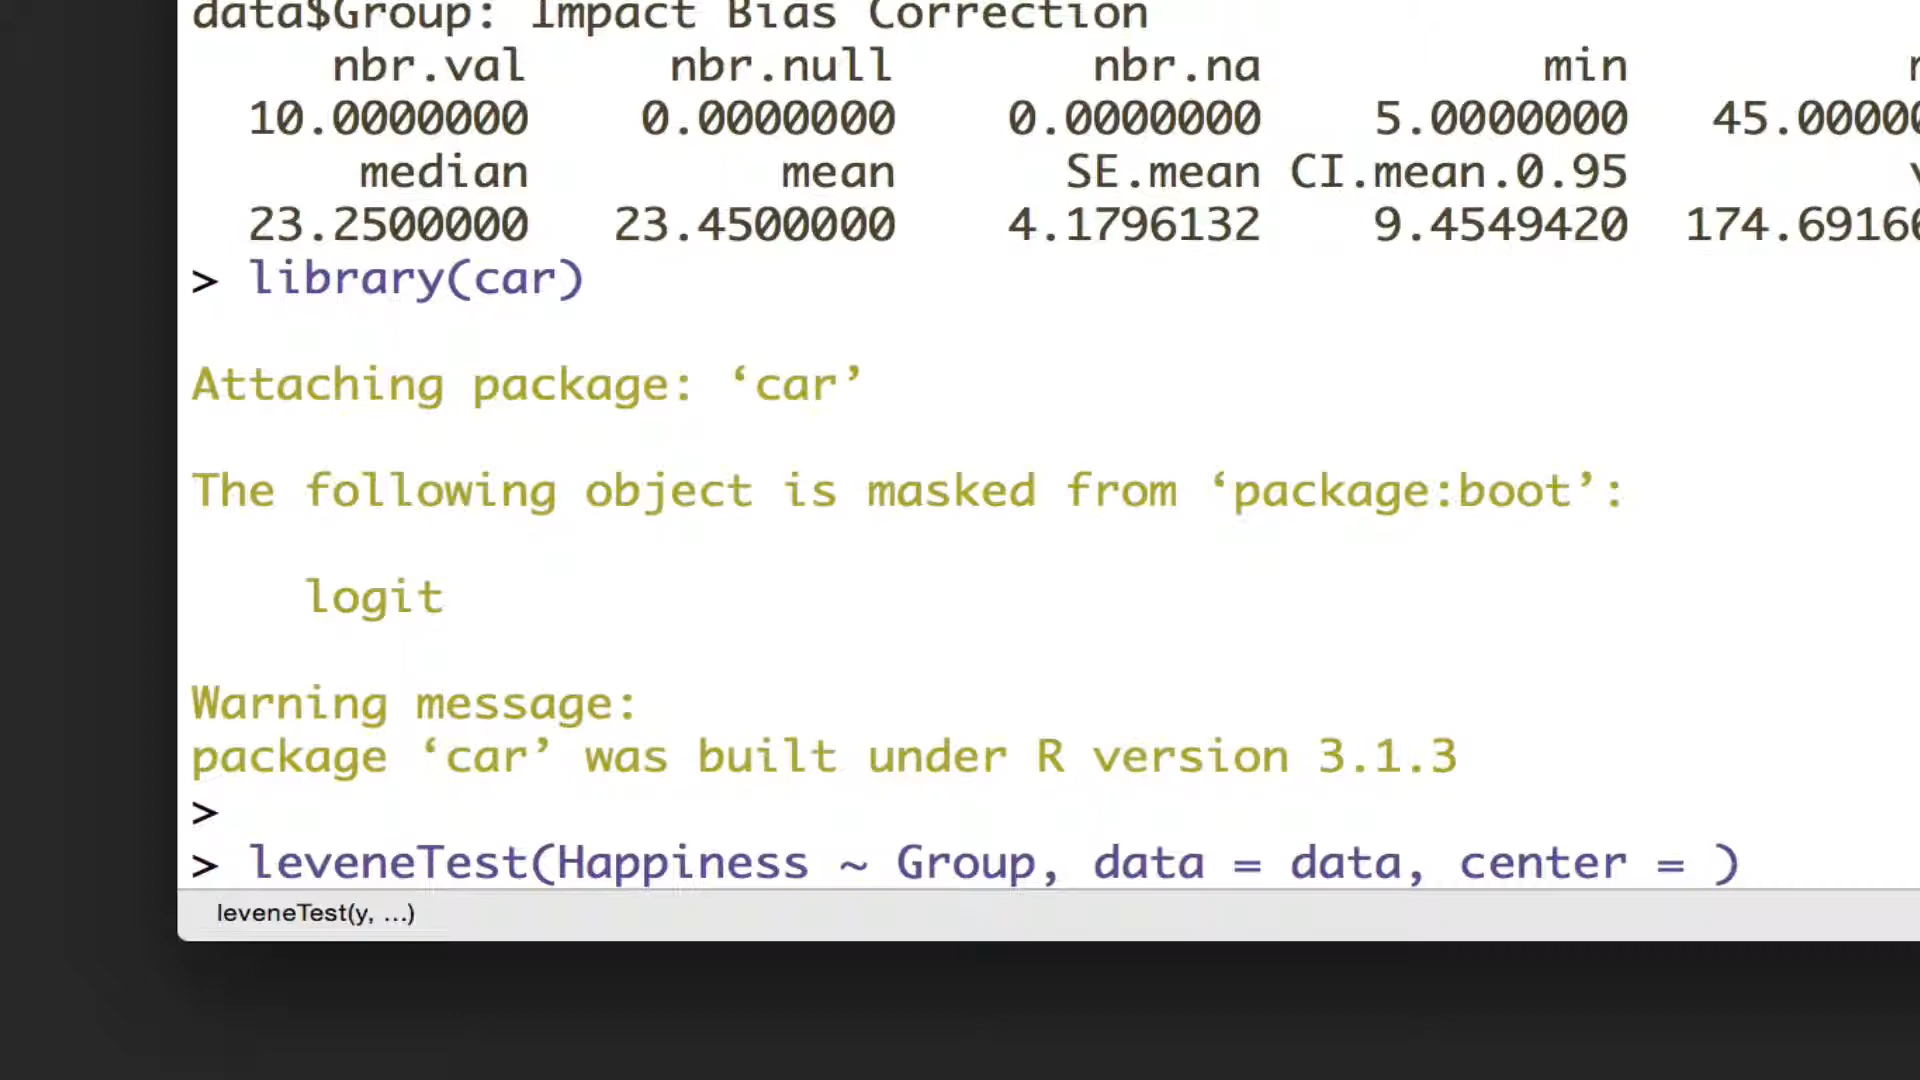 data$Group: Impact Bias Correction
nbr.val nbr.null nbr.na min
10.0000000 0.0000000 0.0000000 5.0000000 45.00000
median mean SE.mean CI.mean.0.95
23.2500000 23.4500000 4.1796132 9.4549420 174.69166
> library(car)
Attaching package: ‘car’
The following object is masked from ‘package:boot’:
logit
Warning message:
package ‘car’ was built under R version 3.1.3
>
> leveneTest(Happiness ~ Group, data = data, center = )
leveneTest(y, ...)